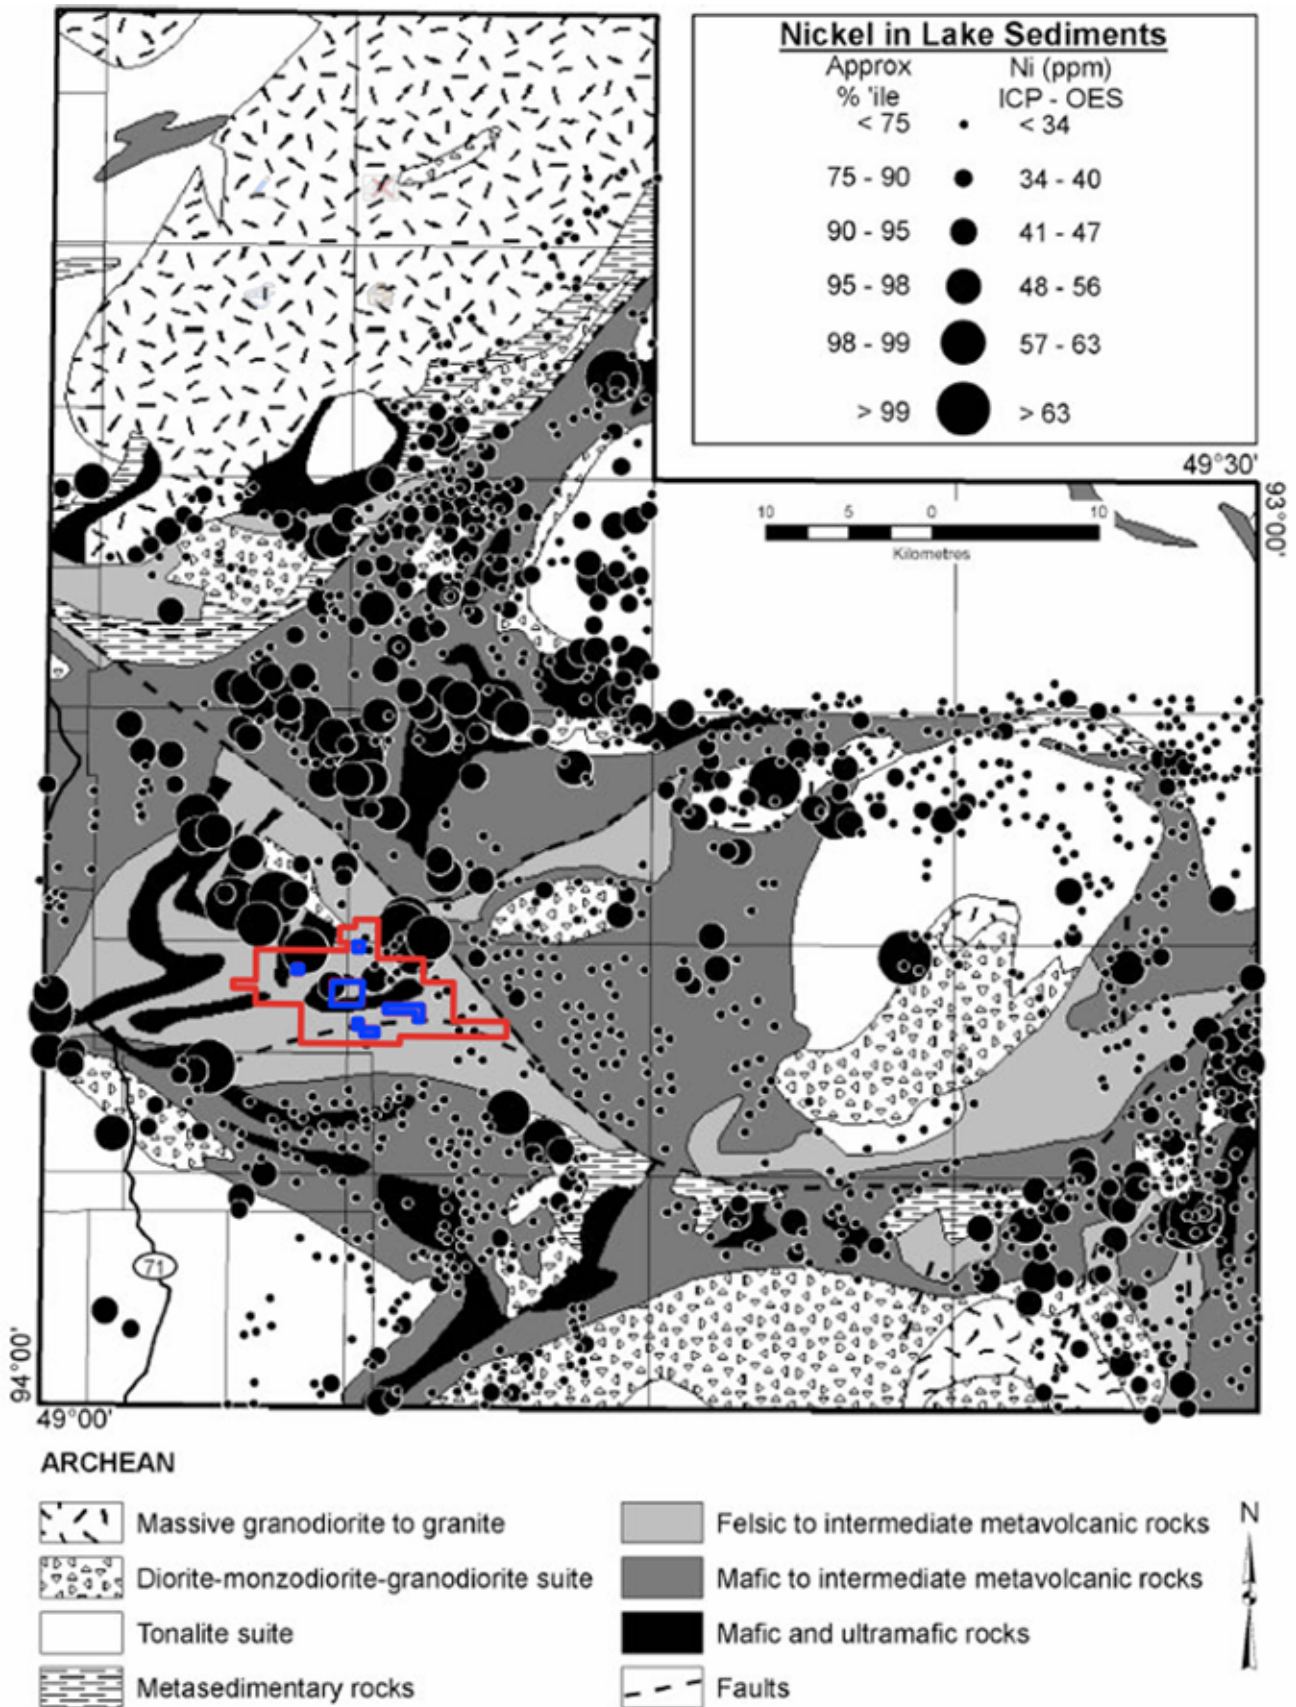 Nickel in Lake Sediments
Approx Ni (ppm)
% 'ile ICP - OES
< 75 < 34
75 - 90 34 - 40
90 - 95 41 - 47
95 - 98 48 - 56
98 - 99 57 - 63
> 99 > 63
49°30'
93°00'
10 5 0 10
Kilometres
71
94°00'
49°00'
ARCHEAN
Massive granodiorite to granite
Diorite-monzodiorite-granodiorite suite
Tonalite suite
Metasedimentary rocks
Felsic to intermediate metavolcanic rocks
Mafic to intermediate metavolcanic rocks
Mafic and ultramafic rocks
Faults
N